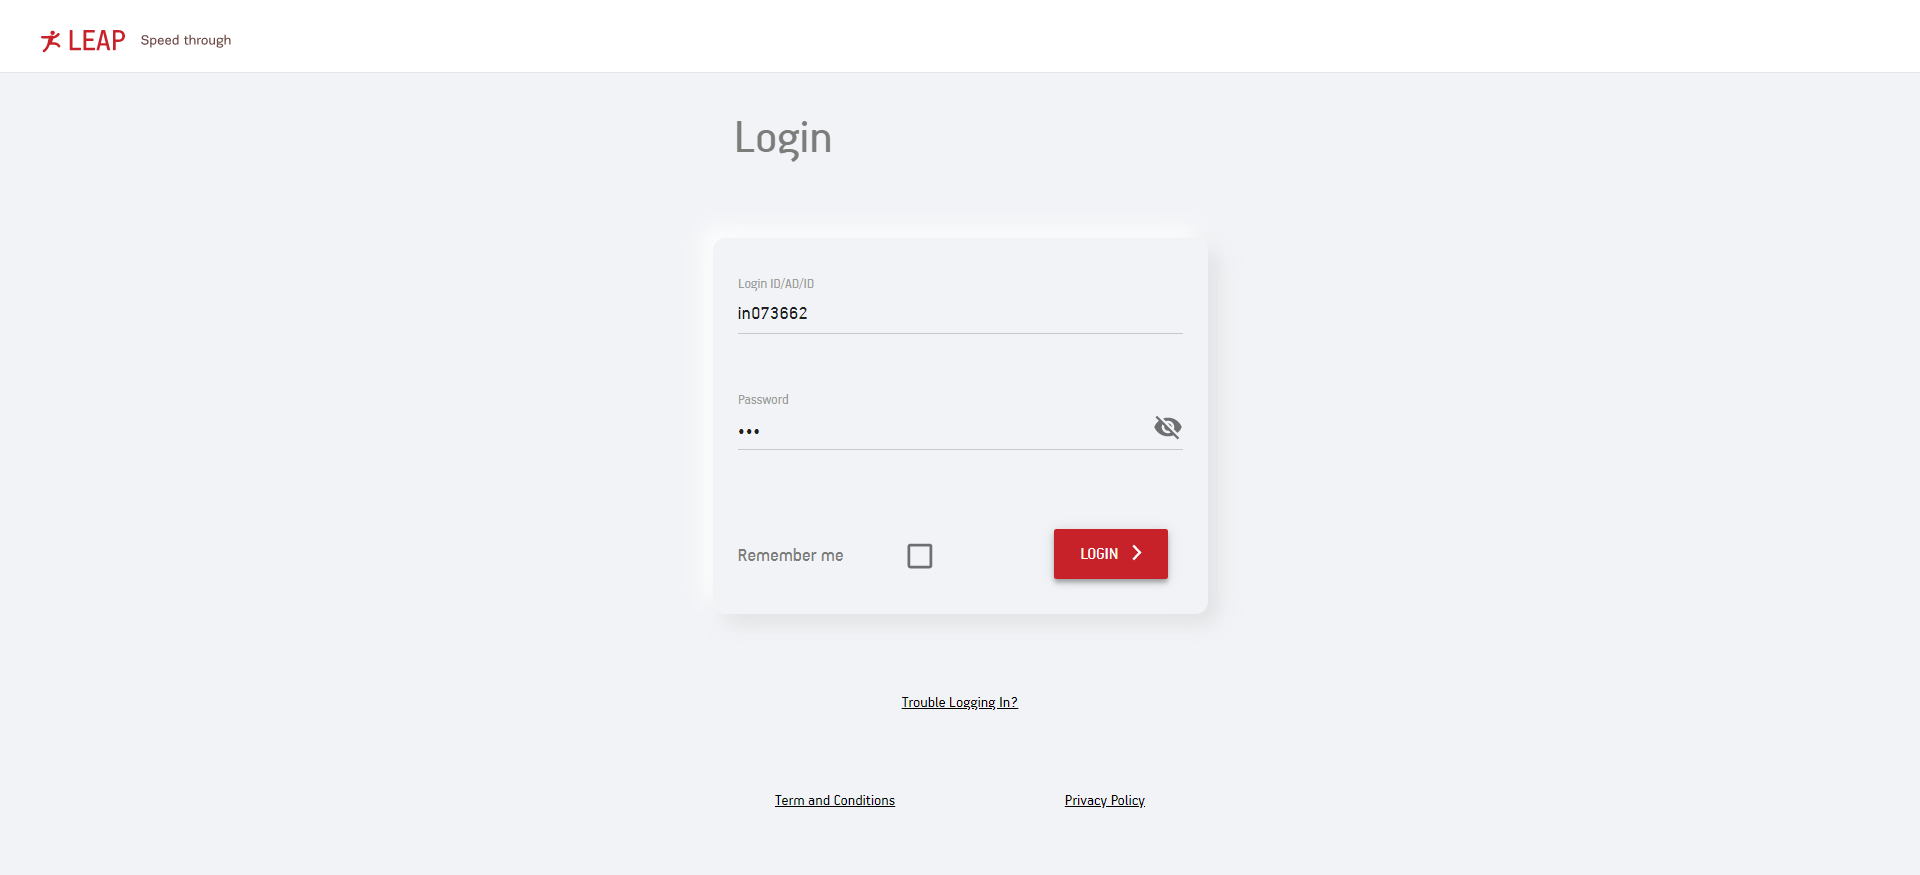 LEAP Speed through
Login
Login ID/AD/ID
in073662
Password
•••
Remember me
LOGIN
Trouble Logging In?
Term and Conditions
Privacy Policy